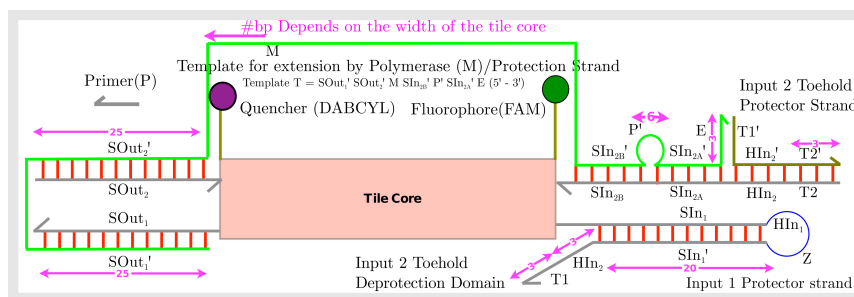 #bp Depends on the width of the tile core
M
Template for extension by Polymerase (M)/Protection Strand
Template T = SOut₁' SOut₂' M SIn₂B' P' SIn₂A' E (5' - 3')
Primer(P)
Quencher (DABCYL)
Fluorophore(FAM)
Input 2 Toehold
Protector Strand
6
P'
E
3
T1'
25
SOut₂'
SIn₂B'
SIn₂A'
HIn₂'
T2'
3
SOut₂
SIn₂B
SIn₂A
HIn₂
T2
Tile Core
SOut₁
SIn₁
HIn₁
Z
SOut₁'
25
3
3
HIn₂
T1
SIn₁'
20
Input 2 Toehold
Deprotection Domain
Input 1 Protector strand